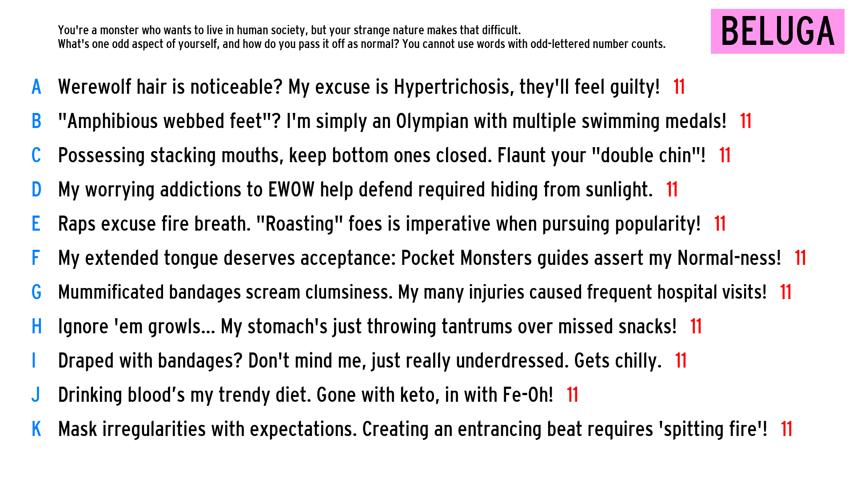 You're a monster who wants to live in human society, but your strange nature makes that difficult.
What's one odd aspect of yourself, and how do you pass it off as normal? You cannot use words with odd-lettered number counts.
BELUGA
A Werewolf hair is noticeable? My excuse is Hypertrichosis, they'll feel guilty! 11
B "Amphibious webbed feet"? I'm simply an Olympian with multiple swimming medals! 11
C Possessing stacking mouths, keep bottom ones closed. Flaunt your "double chin"! 11
D My worrying addictions to EWOW help defend required hiding from sunlight. 11
E Raps excuse fire breath. "Roasting" foes is imperative when pursuing popularity! 11
F My extended tongue deserves acceptance: Pocket Monsters guides assert my Normal-ness! 11
G Mummificated bandages scream clumsiness. My many injuries caused frequent hospital visits! 11
H Ignore 'em growls... My stomach's just throwing tantrums over missed snacks! 11
I Draped with bandages? Don't mind me, just really underdressed. Gets chilly. 11
J Drinking blood’s my trendy diet. Gone with keto, in with Fe-Oh! 11
K Mask irregularities with expectations. Creating an entrancing beat requires 'spitting fire'! 11